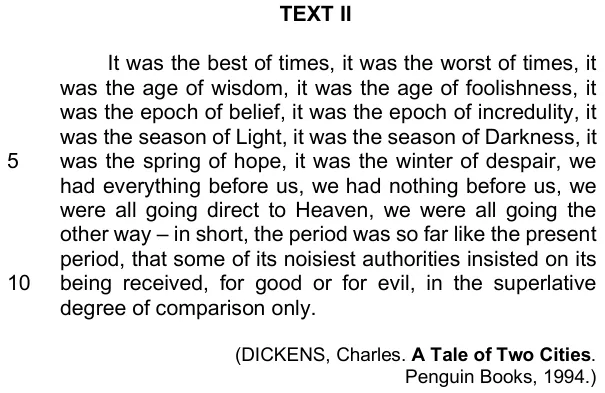 TEXT II
It was the best of times, it was the worst of times, it
was the age of wisdom, it was the age of foolishness, it
was the epoch of belief, it was the epoch of incredulity, it
was the season of Light, it was the season of Darkness, it
5 was the spring of hope, it was the winter of despair, we
had everything before us, we had nothing before us, we
were all going direct to Heaven, we were all going the
other way – in short, the period was so far like the present
period, that some of its noisiest authorities insisted on its
10 being received, for good or for evil, in the superlative
degree of comparison only.
(DICKENS, Charles. A Tale of Two Cities.
Penguin Books, 1994.)